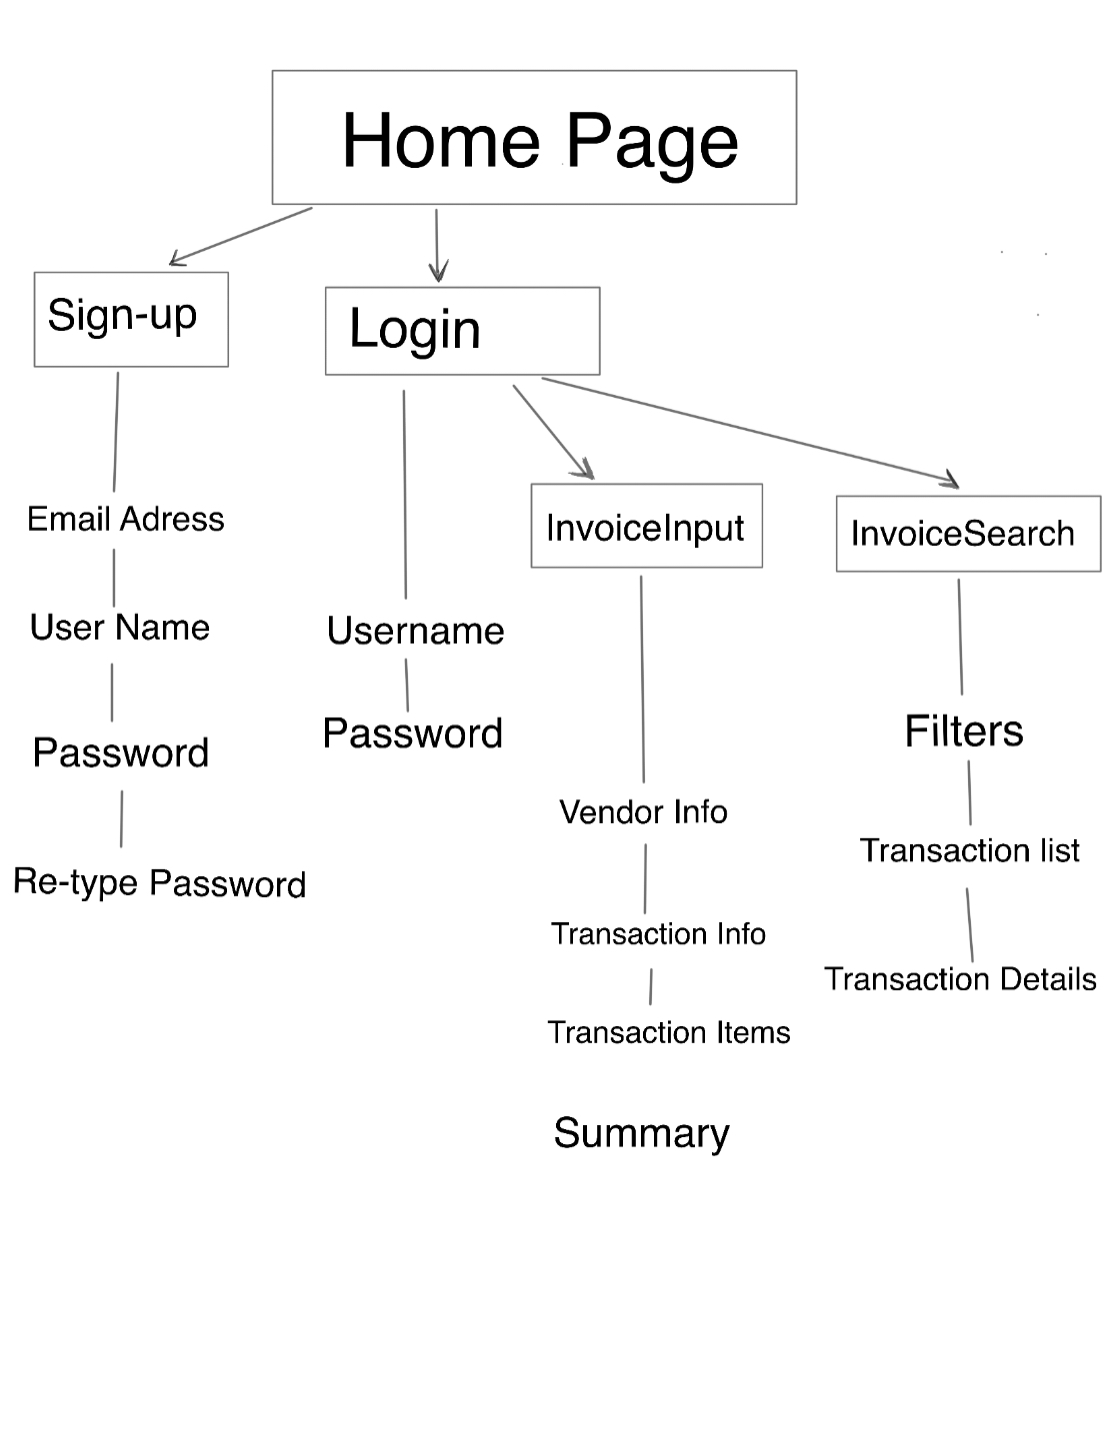 Home Page
Sign-up
Login
InvoiceInput
InvoiceSearch
Email Adress
User Name
Password
Re-type Password
Username
Password
Vendor Info
Transaction Info
Transaction Items
Summary
Filters
Transaction list
Transaction Details